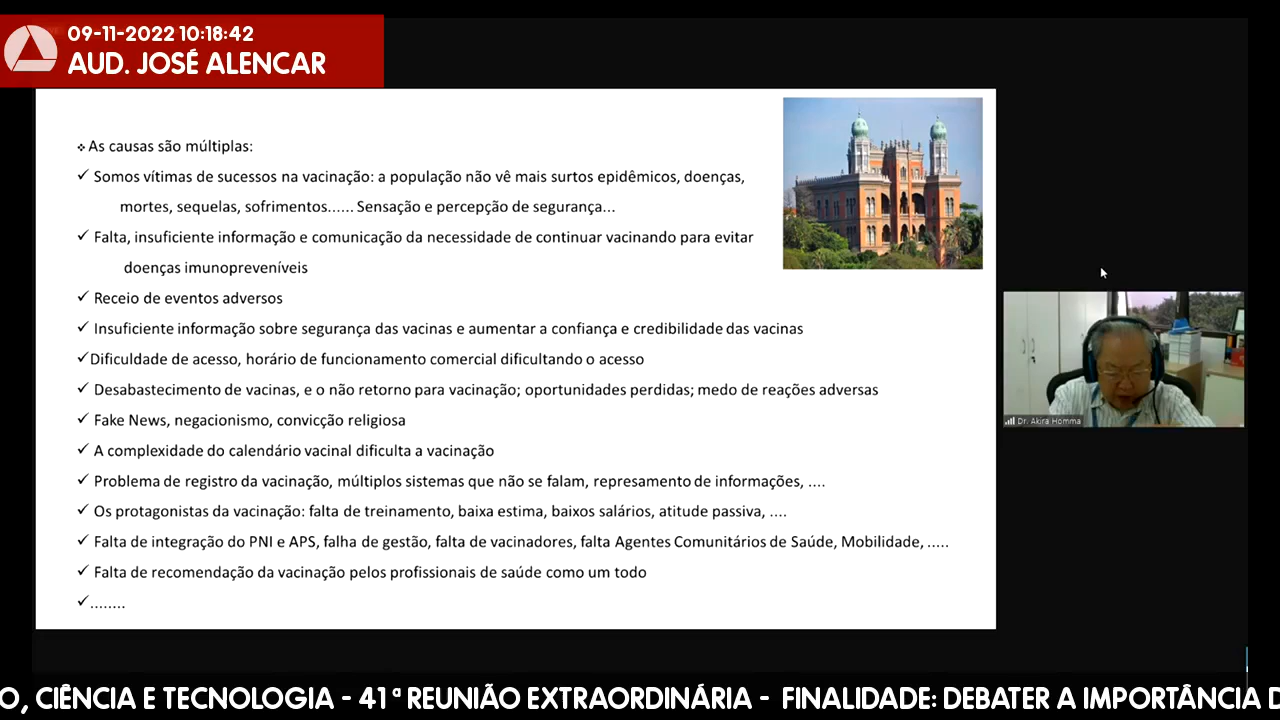 09-11-2022 10:18:42
AUD. JOSÉ ALENCAR
❖ As causas são múltiplas:
✓ Somos vítimas de sucessos na vacinação: a população não vê mais surtos epidêmicos, doenças,
mortes, sequelas, sofrimentos...... Sensação e percepção de segurança...
✓ Falta, insuficiente informação e comunicação da necessidade de continuar vacinando para evitar
doenças imunopreveníveis
✓ Receio de eventos adversos
✓ Insuficiente informação sobre segurança das vacinas e aumentar a confiança e credibilidade das vacinas
✓Dificuldade de acesso, horário de funcionamento comercial dificultando o acesso
✓ Desabastecimento de vacinas, e o não retorno para vacinação; oportunidades perdidas; medo de reações adversas
✓ Fake News, negacionismo, convicção religiosa
✓ A complexidade do calendário vacinal dificulta a vacinação
✓ Problema de registro da vacinação, múltiplos sistemas que não se falam, represamento de informações, ....
✓ Os protagonistas da vacinação: falta de treinamento, baixa estima, baixos salários, atitude passiva, ....
✓ Falta de integração do PNI e APS, falha de gestão, falta de vacinadores, falta Agentes Comunitários de Saúde, Mobilidade, .....
✓ Falta de recomendação da vacinação pelos profissionais de saúde como um todo
✓........
Dr. Akira Homma
O, CIÊNCIA E TECNOLOGIA - 41ª REUNIÃO EXTRAORDINÁRIA - FINALIDADE: DEBATER A IMPORTÂNCIA D